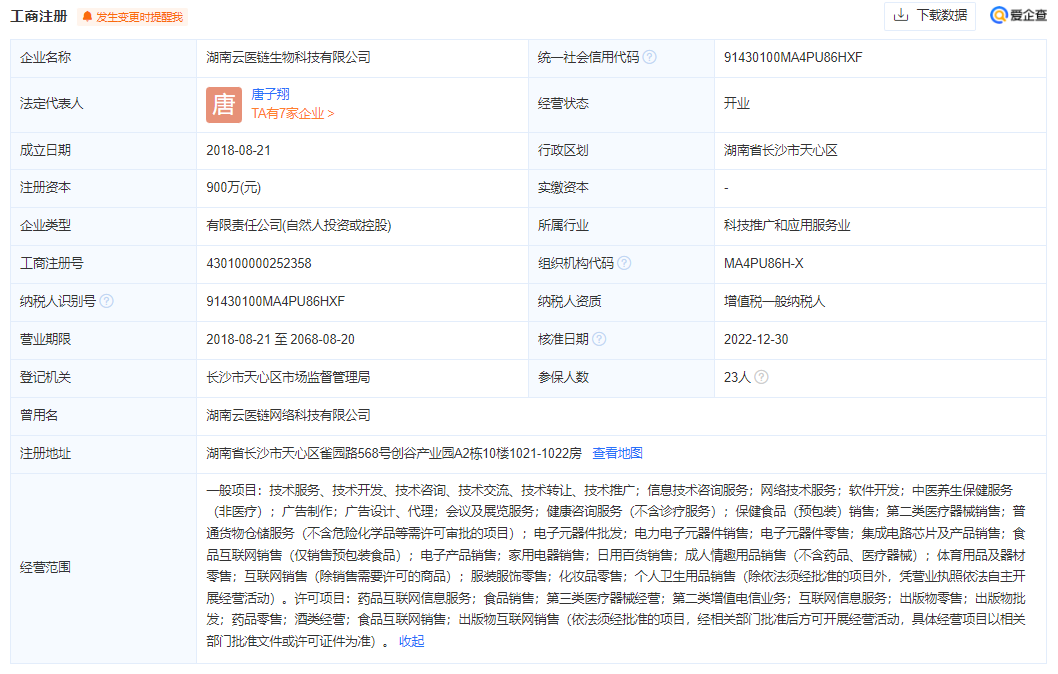 工商注册 发生变更时提醒我 下载数据 爱企查
企业名称 湖南云医链生物科技有限公司 统一社会信用代码 ? 91430100MA4PU86HXF
法定代表人 唐 唐子翔 TA有7家企业 > 经营状态 开业
成立日期 2018-08-21 行政区划 湖南省长沙市天心区
注册资本 900万(元) 实缴资本 -
企业类型 有限责任公司(自然人投资或控股) 所属行业 科技推广和应用服务业
工商注册号 430100000252358 组织机构代码 ? MA4PU86H-X
纳税人识别号 ? 91430100MA4PU86HXF 纳税人资质 增值税一般纳税人
营业期限 2018-08-21 至 2068-08-20 核准日期 ? 2022-12-30
登记机关 长沙市天心区市场监督管理局 参保人数 23人 ?
曾用名 湖南云医链网络科技有限公司
注册地址 湖南省长沙市天心区雀园路568号创谷产业园A2栋10楼1021-1022房 查看地图
经营范围
一般项目：技术服务、技术开发、技术咨询、技术交流、技术转让、技术推广；信息技术咨询服务；网络技术服务；软件开发；中医养生保健服务
（非医疗）；广告制作；广告设计、代理；会议及展览服务；健康咨询服务（不含诊疗服务）；保健食品（预包装）销售；第二类医疗器械销售；普
通货物仓储服务（不含危险化学品等需许可审批的项目）；电子元器件批发；电力电子元器件销售；电子元器件零售；集成电路芯片及产品销售；食
品互联网销售（仅销售预包装食品）；电子产品销售；家用电器销售；日用百货销售；成人情趣用品销售（不含药品、医疗器械）；体育用品及器材
零售；互联网销售（除销售需要许可的商品）；服装服饰零售；化妆品零售；个人卫生用品销售（除依法须经批准的项目外，凭营业执照依法自主开
展经营活动）。许可项目：药品互联网信息服务；食品销售；第三类医疗器械经营；第二类增值电信业务；互联网信息服务；出版物零售；出版物批
发；药品零售；酒类经营；食品互联网销售；出版物互联网销售（依法须经批准的项目，经相关部门批准后方可开展经营活动，具体经营项目以相关
部门批准文件或许可证件为准）。 收起